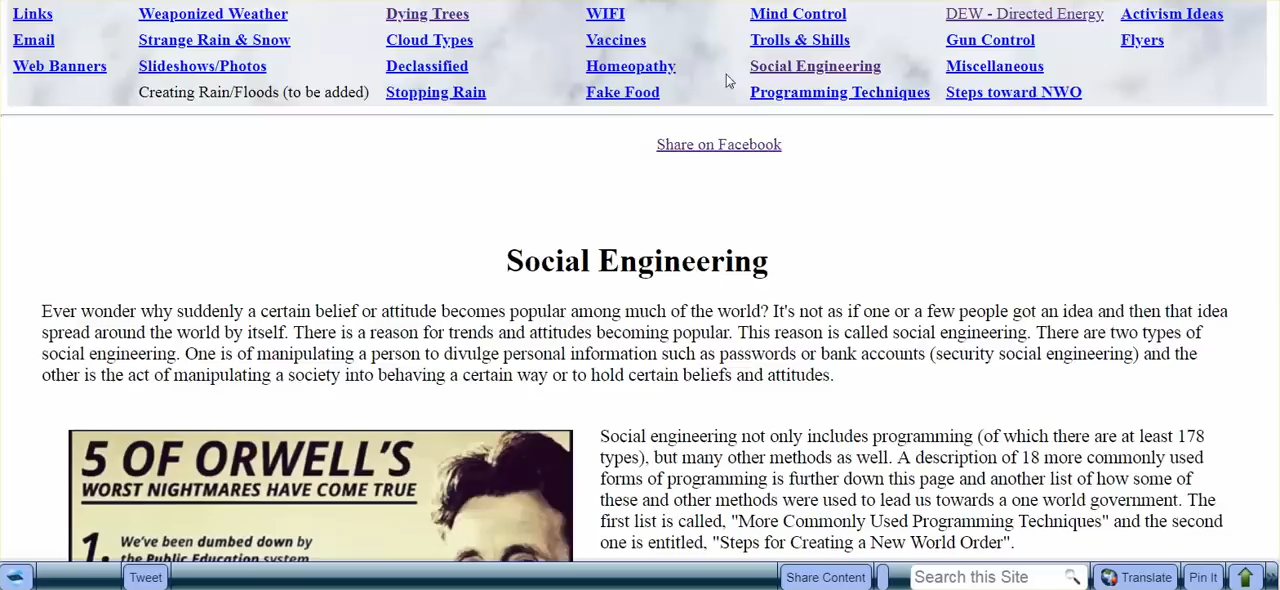 Links Weaponized Weather Dying Trees WIFI Mind Control DEW - Directed Energy Activism Ideas
Email Strange Rain & Snow Cloud Types Vaccines Trolls & Shills Gun Control Flyers
Web Banners Slideshows/Photos Declassified Homeopathy Social Engineering Miscellaneous
Creating Rain/Floods (to be added) Stopping Rain Fake Food Programming Techniques Steps toward NWO
Share on Facebook
Social Engineering
Ever wonder why suddenly a certain belief or attitude becomes popular among much of the world? It's not as if one or a few people got an idea and then that idea
spread around the world by itself. There is a reason for trends and attitudes becoming popular. This reason is called social engineering. There are two types of
social engineering. One is of manipulating a person to divulge personal information such as passwords or bank accounts (security social engineering) and the
other is the act of manipulating a society into behaving a certain way or to hold certain beliefs and attitudes.
5 OF ORWELL'S
WORST NIGHTMARES HAVE COME TRUE
1. We've been dumbed down by
the Public Education system
Social engineering not only includes programming (of which there are at least 178
types), but many other methods as well. A description of 18 more commonly used
forms of programming is further down this page and another list of how some of
these and other methods were used to lead us towards a one world government. The
first list is called, "More Commonly Used Programming Techniques" and the second
one is entitled, "Steps for Creating a New World Order".
Tweet Share Content Search this Site Translate Pin It